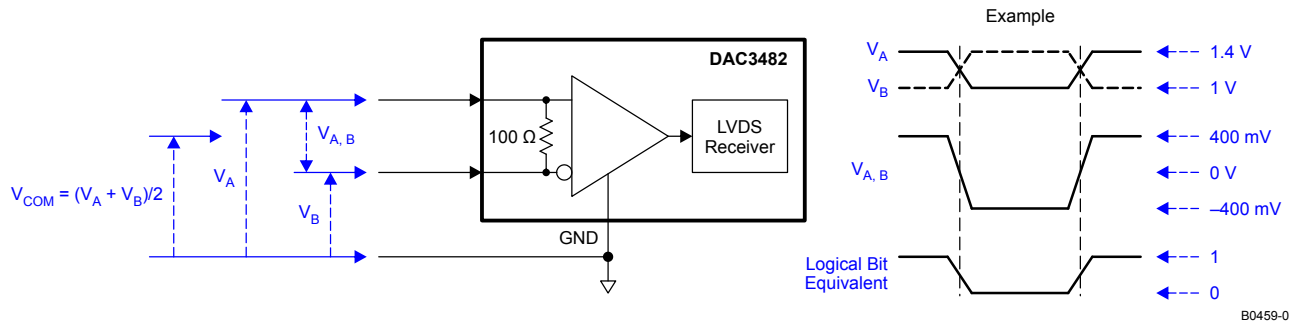 Example
DAC3482
V_A
1.4 V
V_B
1 V
100 Ω
LVDS
Receiver
V_A, B
V_COM = (V_A + V_B)/2
V_A
V_B
GND
V_A, B
400 mV
0 V
–400 mV
Logical Bit
Equivalent
1
0
B0459-0